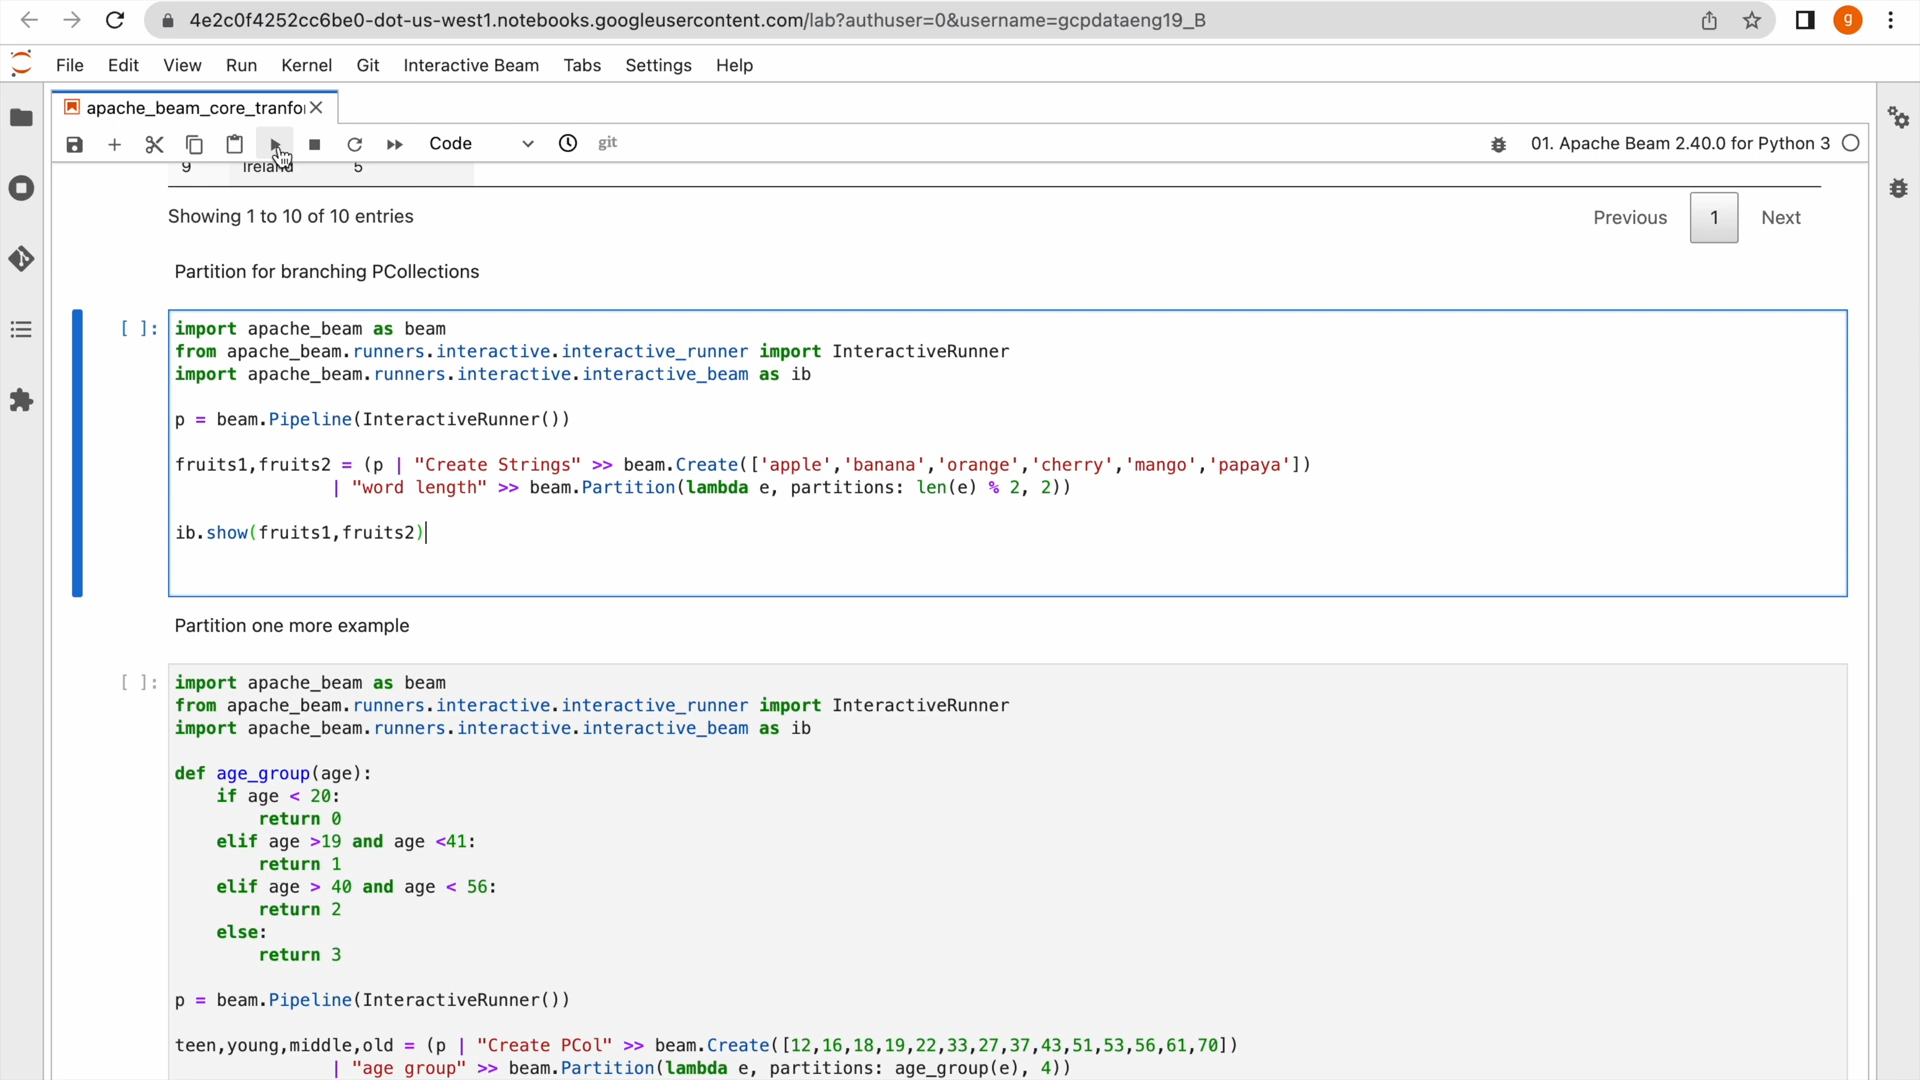 4e2c0f4252cc6be0-dot-us-west1.notebooks.googleusercontent.com/lab?authuser=0&username=gcpdataeng19_B
g
File Edit View Run Kernel Git Interactive Beam Tabs Settings Help
apache_beam_core_tranfo
Code git 01. Apache Beam 2.40.0 for Python 3
9 Ireland 5
Showing 1 to 10 of 10 entries Previous 1 Next
Partition for branching PCollections
[ ]: import apache_beam as beam
from apache_beam.runners.interactive.interactive_runner import InteractiveRunner
import apache_beam.runners.interactive.interactive_beam as ib
p = beam.Pipeline(InteractiveRunner())
fruits1,fruits2 = (p | "Create Strings" >> beam.Create(['apple','banana','orange','cherry','mango','papaya'])
| "word length" >> beam.Partition(lambda e, partitions: len(e) % 2, 2))
ib.show(fruits1,fruits2)
Partition one more example
[ ]: import apache_beam as beam
from apache_beam.runners.interactive.interactive_runner import InteractiveRunner
import apache_beam.runners.interactive.interactive_beam as ib
def age_group(age):
if age < 20:
return 0
elif age >19 and age <41:
return 1
elif age > 40 and age < 56:
return 2
else:
return 3
p = beam.Pipeline(InteractiveRunner())
teen,young,middle,old = (p | "Create PCol" >> beam.Create([12,16,18,19,22,33,27,37,43,51,53,56,61,70])
| "age group" >> beam.Partition(lambda e, partitions: age_group(e), 4))